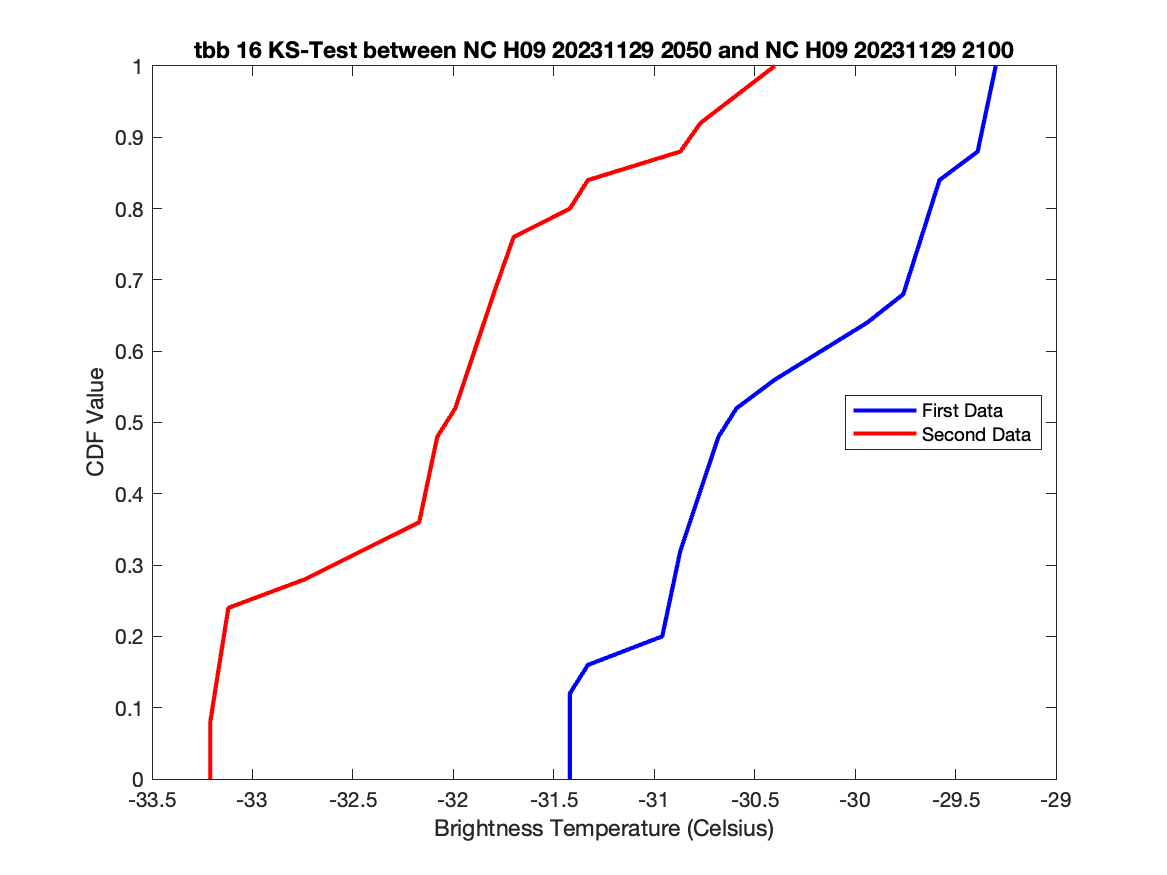 tbb 16 KS-Test between NC H09 20231129 2050 and NC H09 20231129 2100
1
0.9
0.8
0.7
0.6
0.5
0.4
0.3
0.2
0.1
0
CDF Value
First Data
Second Data
-33.5 -33 -32.5 -32 -31.5 -31 -30.5 -30 -29.5 -29
Brightness Temperature (Celsius)